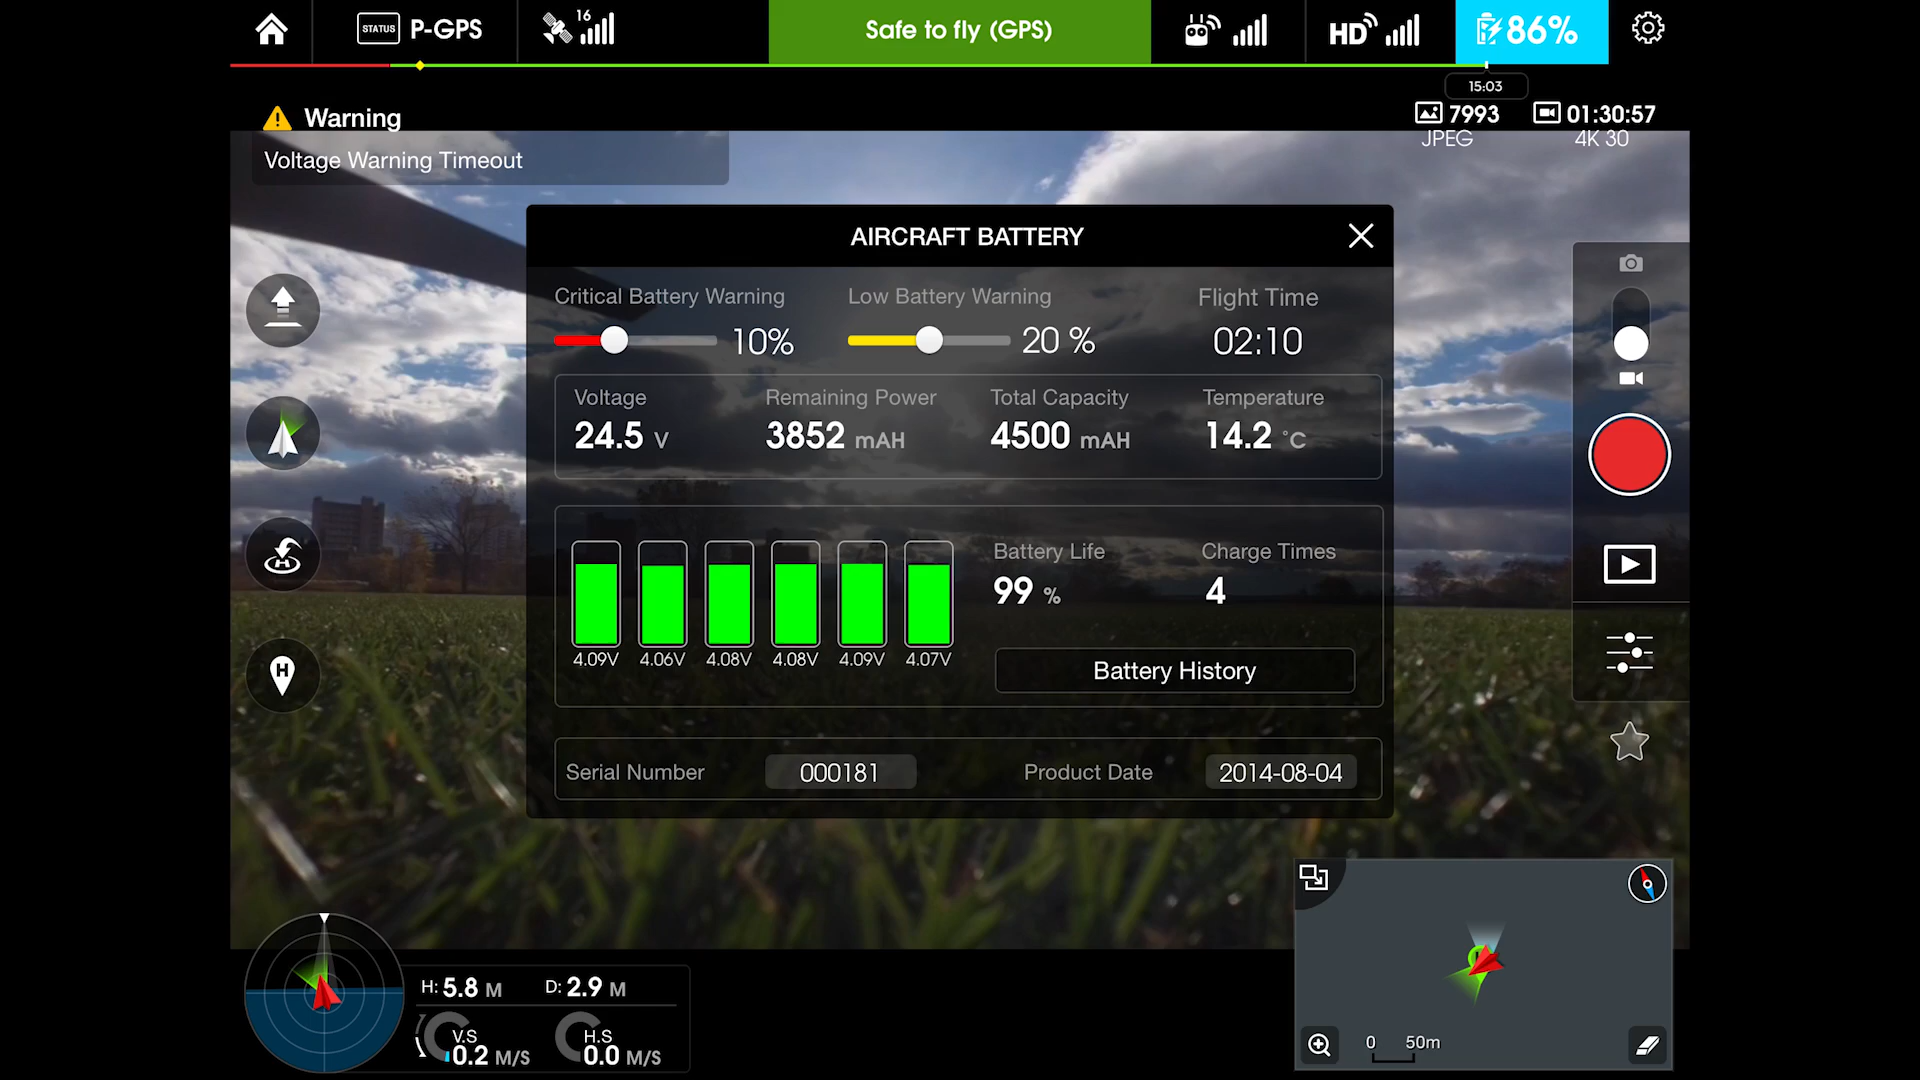 STATUS P-GPS
16
Safe to fly (GPS)
HD
86%
15:03
Warning
7993
01:30:57
JPEG
4K 30
Voltage Warning Timeout
AIRCRAFT BATTERY
Critical Battery Warning
Low Battery Warning
Flight Time
10%
20 %
02:10
Voltage
Remaining Power
Total Capacity
Temperature
24.5 V
3852 mAH
4500 mAH
14.2 °C
Battery Life
Charge Times
99 %
4
4.09V 4.06V 4.08V 4.08V 4.09V 4.07V
Battery History
H
H
Serial Number
000181
Product Date
2014-08-04
H: 5.8 M
D: 2.9 M
V.S
0.2 M/S
H.S
0.0 M/S
0 50m